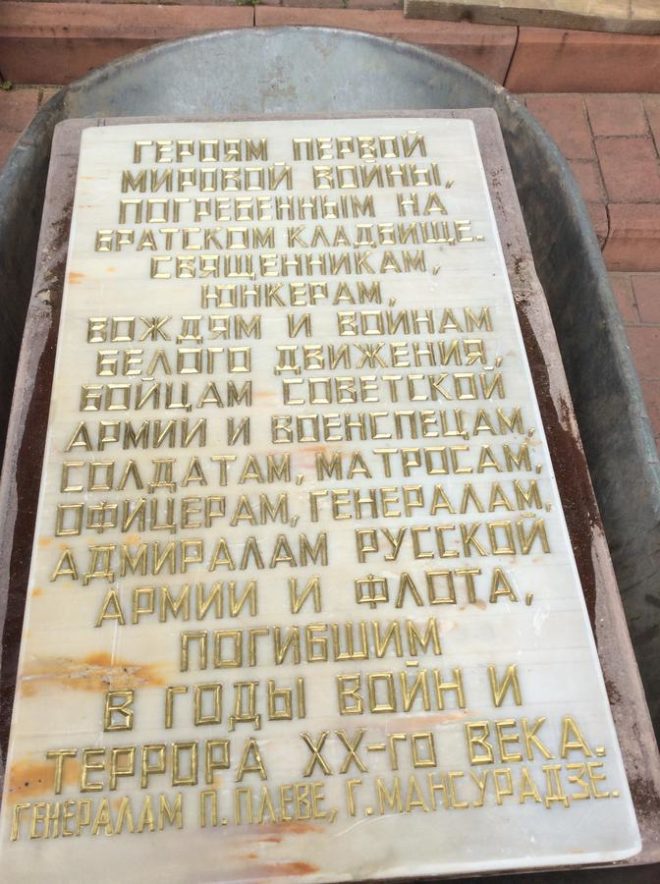 ГЕРОЯМ ПЕРВОЙ
МИРОВОЙ ВОЙНЫ,
ПОГРЕБЕННЫМ НА
БРАТСКОМ КЛАДБИЩЕ.
СВЯЩЕННИКАМ,
ЮНКЕРАМ,
ВОЖДЯМ И ВОИНАМ
БЕЛОГО ДВИЖЕНИЯ,
БОЙЦАМ СОВЕТСКОЙ
АРМИИ И ВОЕНСПЕЦАМ,
СОЛДАТАМ, МАТРОСАМ,
ОФИЦЕРАМ, ГЕНЕРАЛАМ,
АДМИРАЛАМ РУССКОЙ
АРМИИ И ФЛОТА,
ПОГИБШИМ
В ГОДЫ ВОЙН И
ТЕРРОРА XX-ГО ВЕКА.
ГЕНЕРАЛАМ П. ПЛЕВЕ, Г. МАНСУРАДЗЕ.